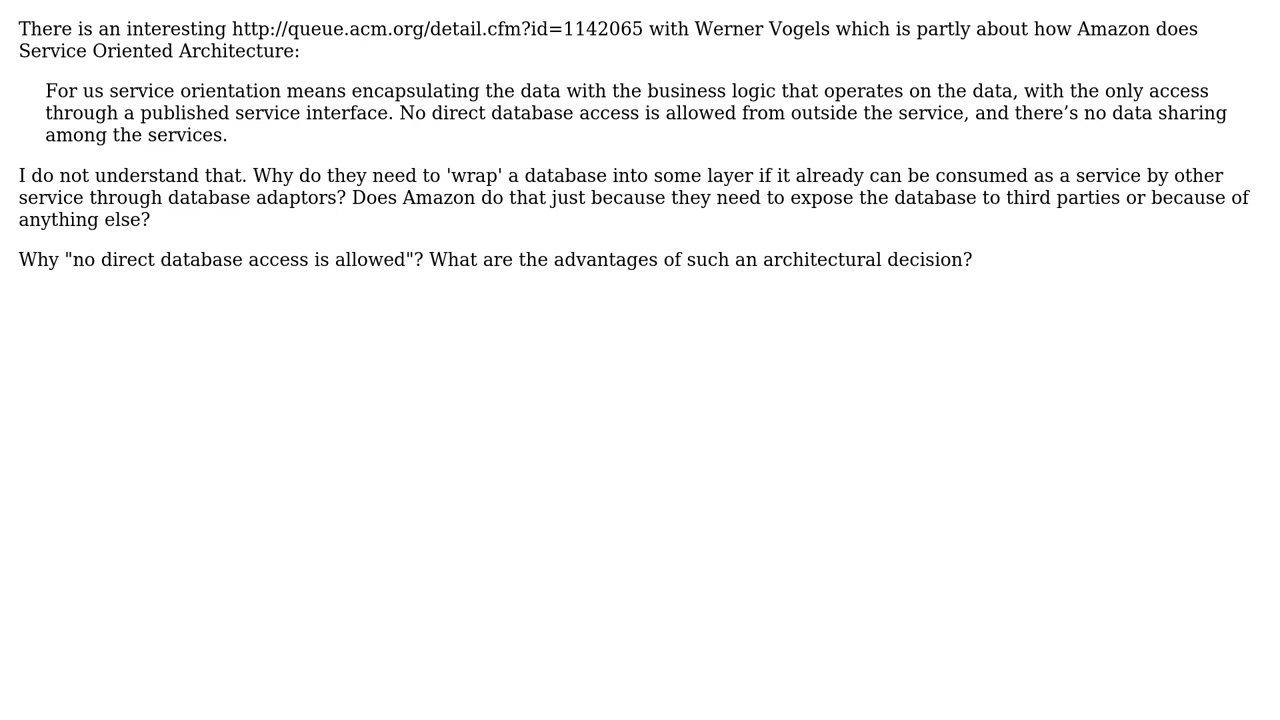 There is an interesting http://queue.acm.org/detail.cfm?id=1142065 with Werner Vogels which is partly about how Amazon does
Service Oriented Architecture:
For us service orientation means encapsulating the data with the business logic that operates on the data, with the only access
through a published service interface. No direct database access is allowed from outside the service, and there’s no data sharing
among the services.
I do not understand that. Why do they need to 'wrap' a database into some layer if it already can be consumed as a service by other
service through database adaptors? Does Amazon do that just because they need to expose the database to third parties or because of
anything else?
Why "no direct database access is allowed"? What are the advantages of such an architectural decision?